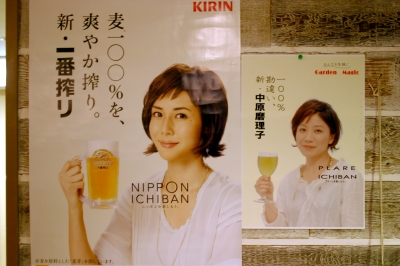 KIRIN
麦一〇〇%を、
爽やか搾り。
新・一番搾り
NIPPON
ICHIBAN
Garden Magic
一〇〇%
勘違い、
新・中原磨理子
PLARE
ICHIBAN